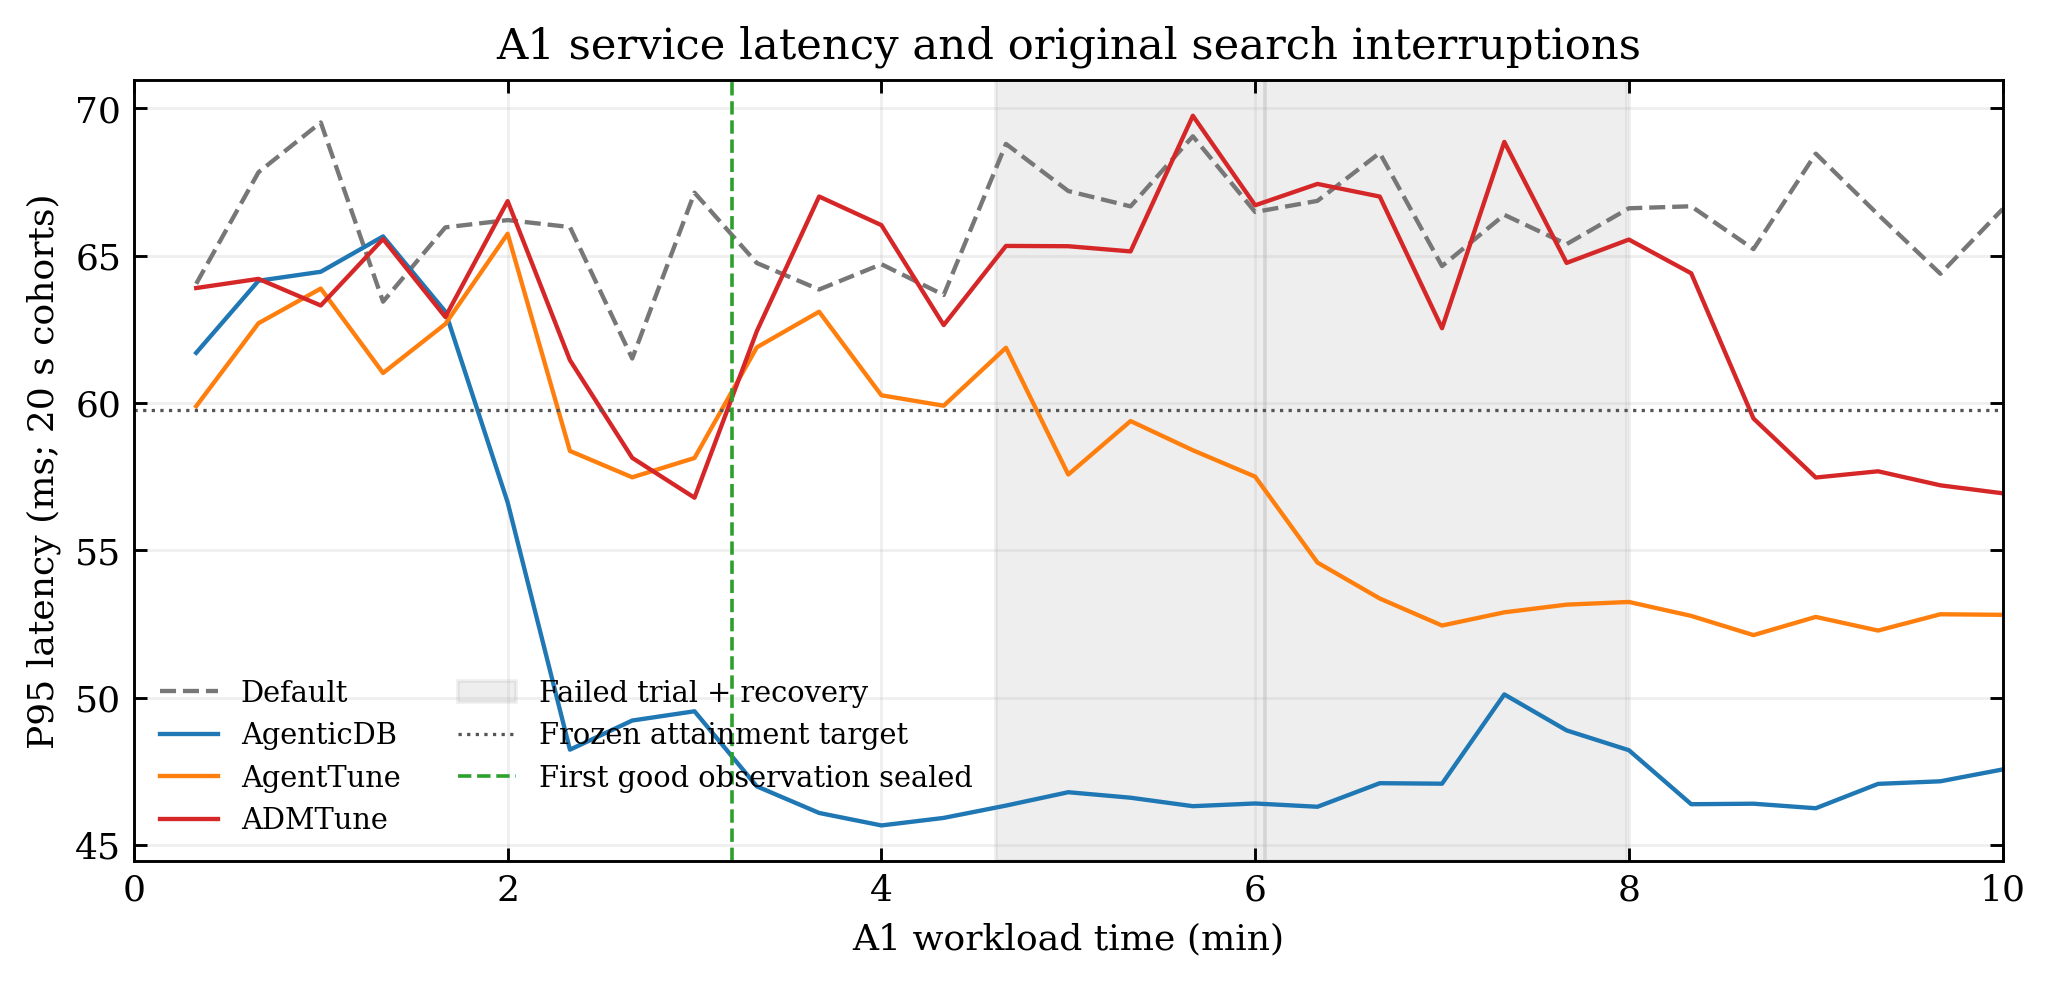 A1 service latency and original search interruptions
P95 latency (ms; 20 s cohorts)
70
65
60
55
50
45
Default
AgenticDB
AgentTune
ADMTune
Failed trial + recovery
Frozen attainment target
First good observation sealed
0 2 4 6 8 10
A1 workload time (min)